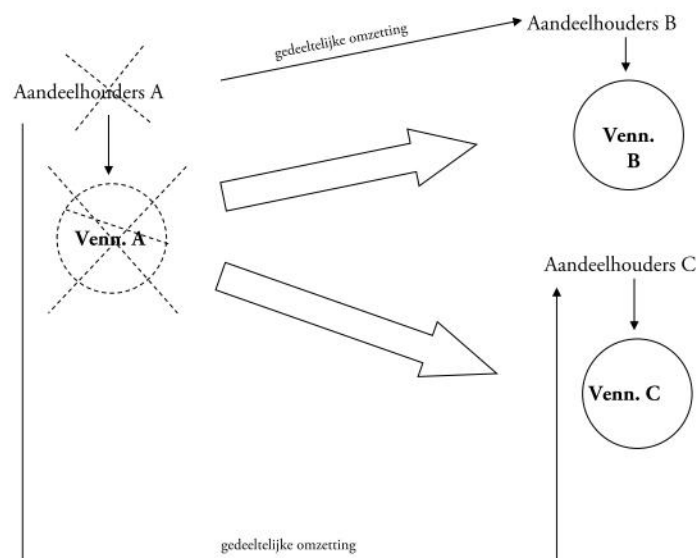 gedeeltelijke omzetting
Aandeelhouders B
Aandeelhouders A
Venn.
B
Venn. A
Aandeelhouders C
Venn. C
gedeeltelijke omzetting